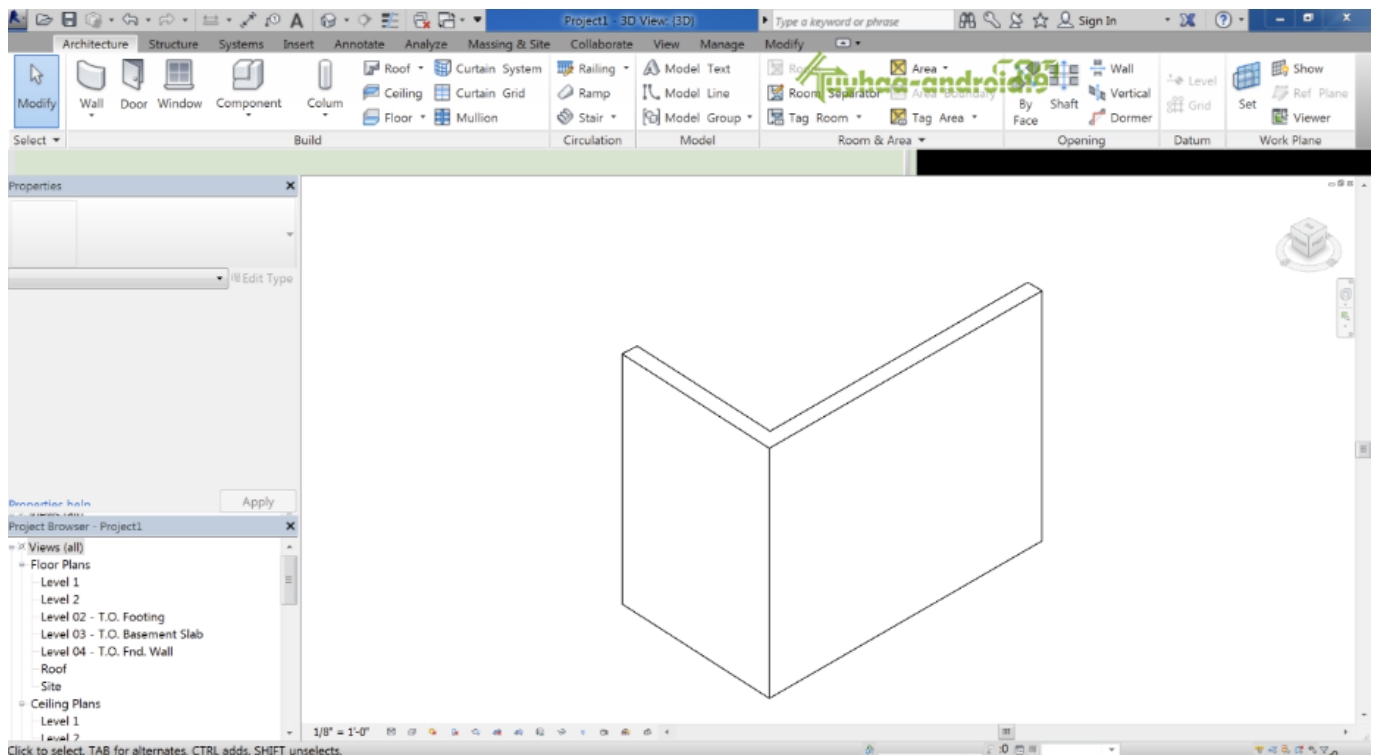 Project1 - 3D View: {3D}
Type a keyword or phrase
Sign In
Architecture Structure Systems Insert Annotate Analyze Massing & Site Collaborate View Manage Modify
Roof Curtain System Railing Model Text Area Wall Level Show
Modify Wall Door Window Component Colum Ceiling Curtain Grid Ramp Model Line Room Separator Area Boundary By Face Shaft Vertical Grid Set Ref Plane
Floor Mullion Stair Model Group Tag Room Tag Area Dormer Viewer
Select Build Circulation Model Room & Area Opening Datum Work Plane
Properties
Edit Type
Properties help Apply
Project Browser - Project1
Views (all)
Floor Plans
Level 1
Level 2
Level 02 - T.O. Footing
Level 03 - T.O. Basement Slab
Level 04 - T.O. Fnd. Wall
Roof
Site
Ceiling Plans
Level 1
Level 2
1/8" = 1'-0"
Click to select, TAB for alternates, CTRL adds, SHIFT unselects.
:0